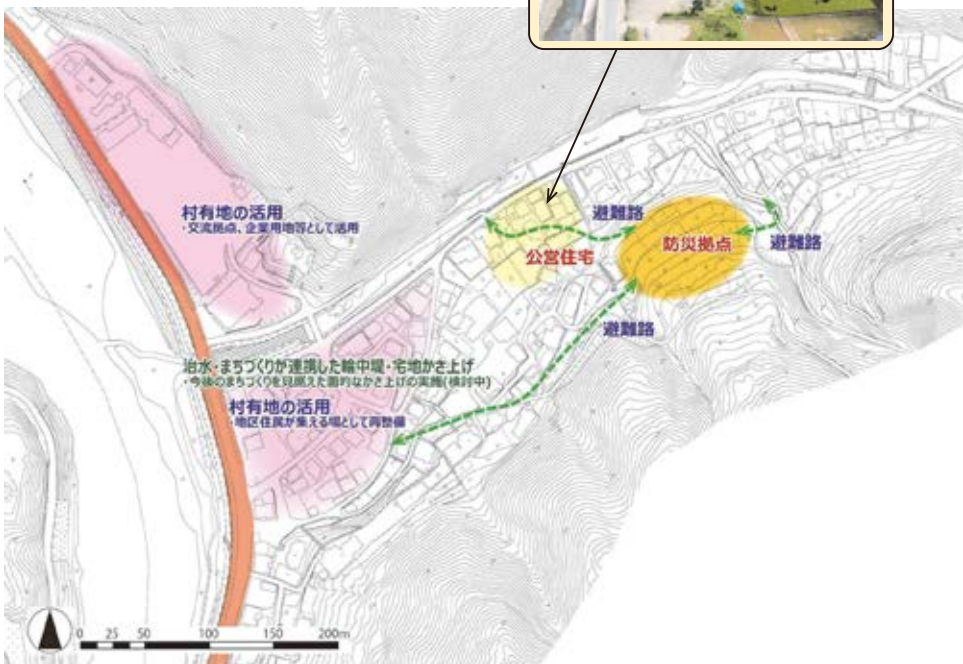 村有地の活用
・交流拠点、企業用地等として活用
避難路
公営住宅
防災拠点
避難路
避難路
治水・まちづくりが連携した輪中堤・宅地かさ上げ
・今後のまちづくりを見据えた面的なかさ上げの実施(検討中)
村有地の活用
・地区住民が集える場として再整備
0 25 50 100 150 200m